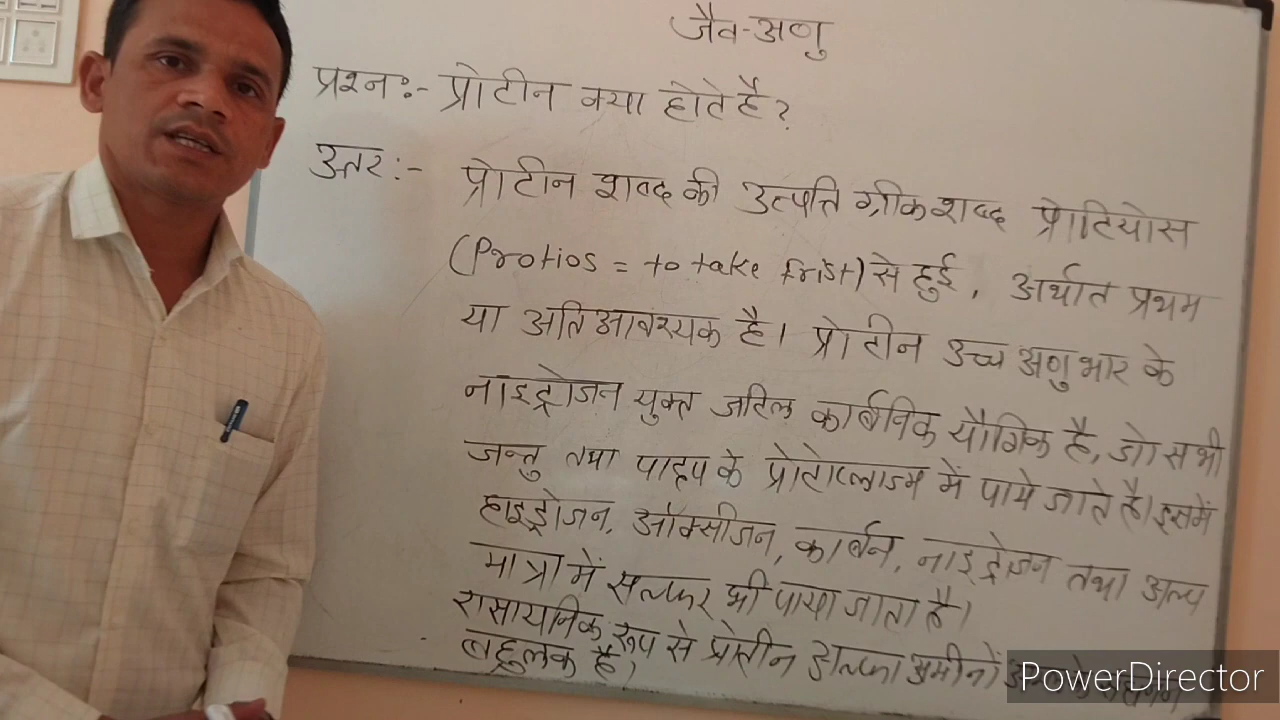 जैव-अणु
प्रश्न:- प्रोटीन क्या होते है?
उत्तर:- प्रोटीन शब्द की उत्पत्ति ग्रीक शब्द प्रोटियोस
(Protios = to take frist) से हुई, अर्थात प्रथम
या अति आवश्यक है। प्रोटीन उच्च अणुभार के
नाइट्रोजन युक्त जटिल कार्बनिक यौगिक है, जो सभी
जन्तु तथा पादप के प्रोटोप्लाज्म में पाये जाते है। इसमें
हाइड्रोजन, ऑक्सीजन, कार्बन, नाइट्रोजन तथा अल्प
मात्रा में सल्फर भी पाया जाता है।
रासायनिक रूप से प्रोटीन अल्फा अमीनों
बहुलक है।
PowerDirector